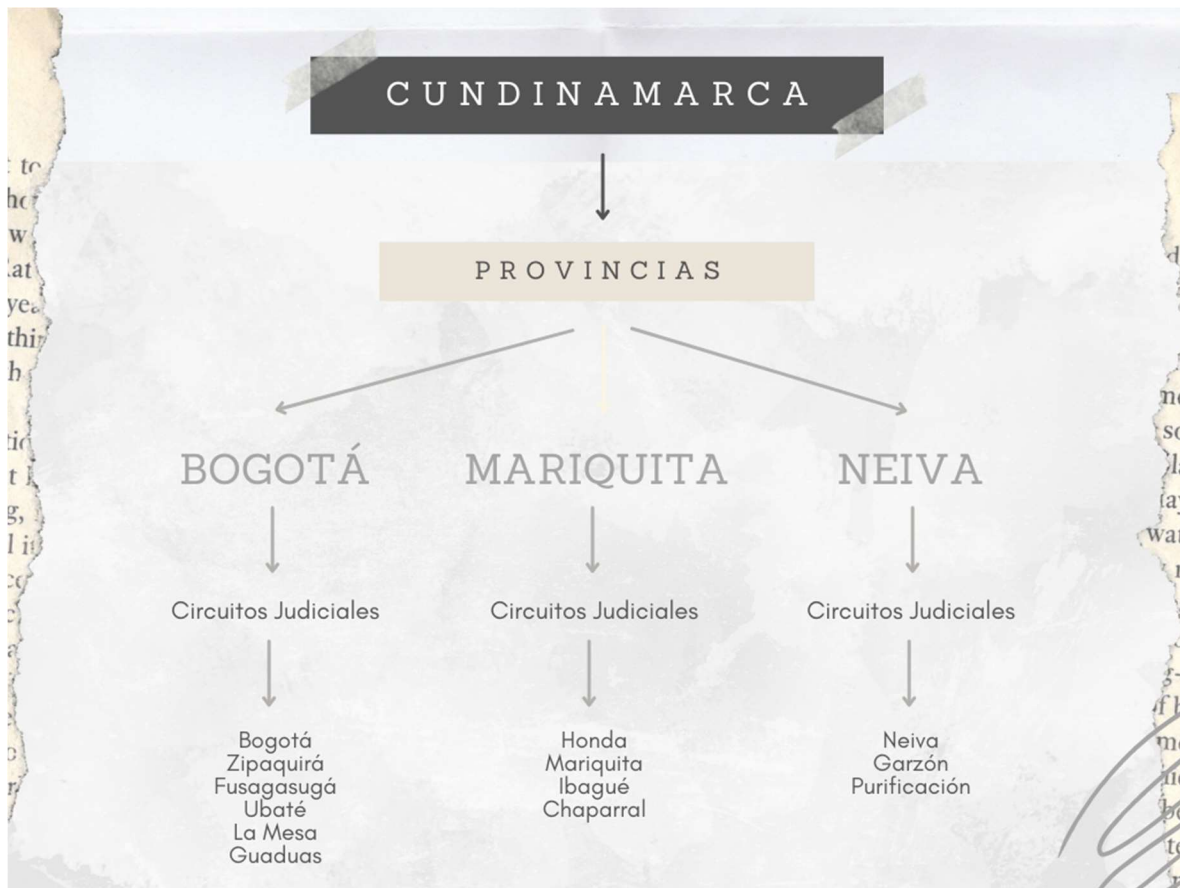 CUNDINAMARCA
PROVINCIAS
BOGOTÁ
MARIQUITA
NEIVA
Circuitos Judiciales
Circuitos Judiciales
Circuitos Judiciales
Bogotá
Zipaquirá
Fusagasugá
Ubaté
La Mesa
Guaduas
Honda
Mariquita
Ibagué
Chaparral
Neiva
Garzón
Purificación